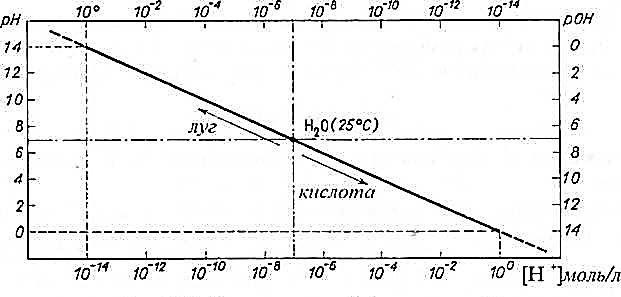 pH 10⁰ 10⁻² 10⁻⁴ 10⁻⁶ 10⁻⁸ 10⁻¹⁰ 10⁻¹² 10⁻¹⁴ pOH
14 0
12 2
10 4
8 6
6 8
4 10
2 12
0 14
H₂O (25°C)
луг
кислота
10⁻¹⁴ 10⁻¹² 10⁻¹⁰ 10⁻⁸ 10⁻⁶ 10⁻⁴ 10⁻² 10⁰ [H⁺] моль/л